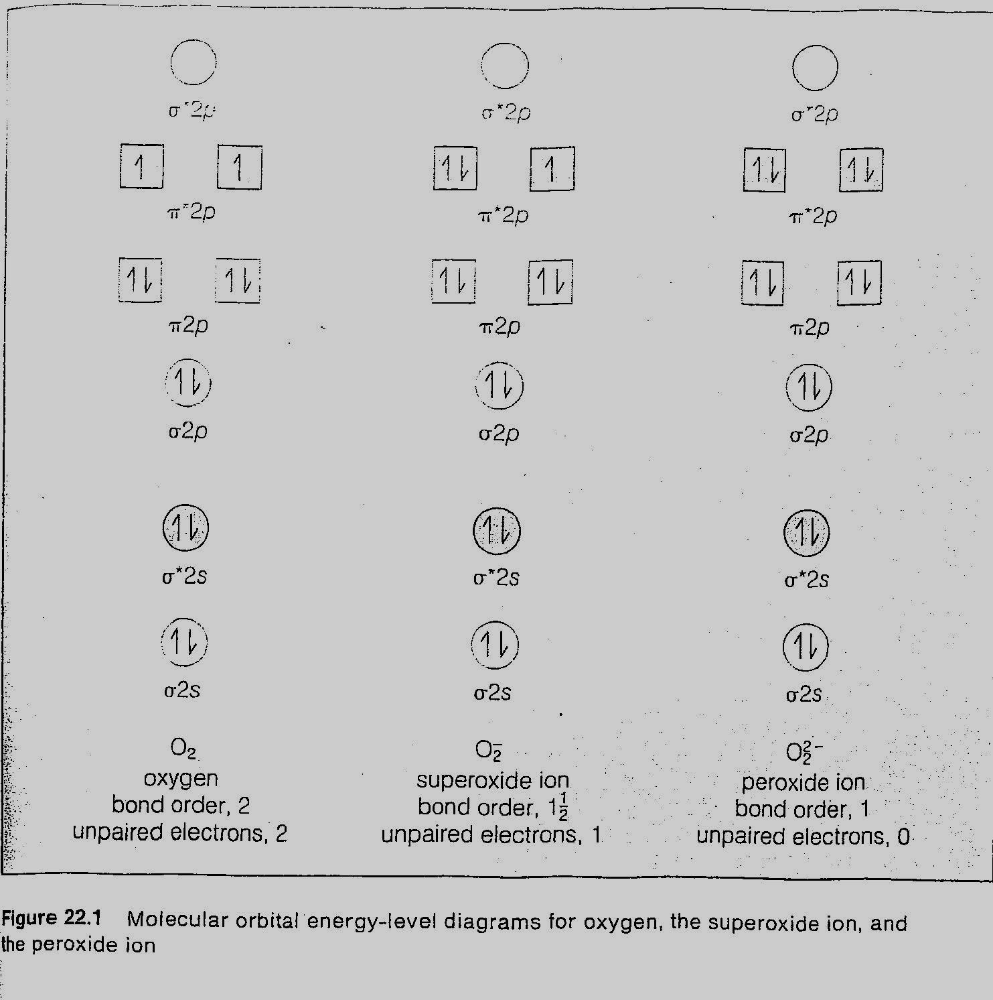 σ*2p σ*2p σ*2p
↿ ↿ ↿⇂ ↿ ↿⇂ ↿⇂
π*2p π*2p π*2p
↿⇂ ↿⇂ ↿⇂ ↿⇂ ↿⇂ ↿⇂
π2p π2p π2p
↿⇂ ↿⇂ ↿⇂
σ2p σ2p σ2p
↿⇂ ↿⇂ ↿⇂
σ*2s σ*2s σ*2s
↿⇂ ↿⇂ ↿⇂
σ2s σ2s σ2s
O₂
oxygen
bond order, 2
unpaired electrons, 2
O₂⁻
superoxide ion
bond order, 1½
unpaired electrons, 1
O₂²⁻
peroxide ion
bond order, 1
unpaired electrons, 0
Figure 22.1 Molecular orbital energy-level diagrams for oxygen, the superoxide ion, and
the peroxide ion